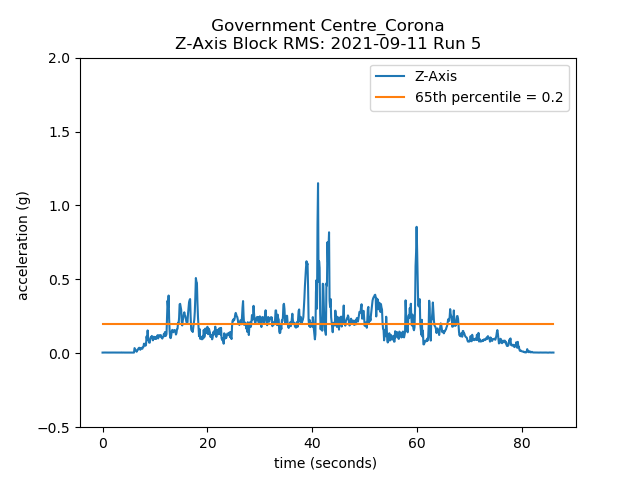 Government Centre_Corona
Z-Axis Block RMS: 2021-09-11 Run 5
Z-Axis
65th percentile = 0.2
2.0
1.5
1.0
0.5
0.0
−0.5
acceleration (g)
0 20 40 60 80
time (seconds)